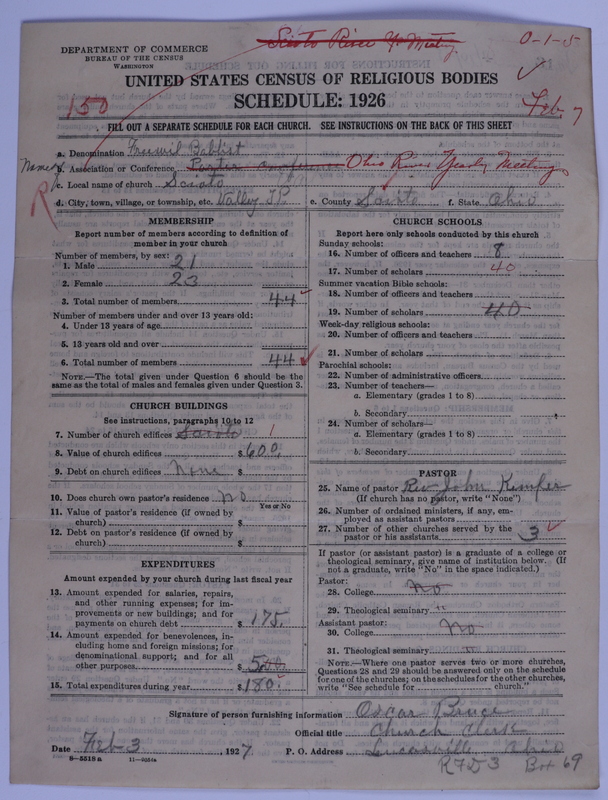 Scioto River Yr Meeting
0-1-5
DEPARTMENT OF COMMERCE
BUREAU OF THE CENSUS
WASHINGTON
UNITED STATES CENSUS OF RELIGIOUS BODIES
SCHEDULE: 1926
150
Feb 7
FILL OUT A SEPARATE SCHEDULE FOR EACH CHURCH. SEE INSTRUCTIONS ON THE BACK OF THIS SHEET
a. Denomination Freewil Babtist
Name of
b. Association or Conference, Ohio River Yearly Meeting
R
c. Local name of church Scioto
d. City, town, village, or township, etc. Valley TP. e. County Scioto f. State Ohio
MEMBERSHIP
Report number of members according to definition of
member in your church
Number of members, by sex:
1. Male 21
2. Female 23
3. Total number of members 44
Number of members under and over 13 years old:
4. Under 13 years of age
5. 13 years old and over
6. Total number of members 44
NOTE.—The total given under Question 6 should be the
same as the total of males and females given under Question 3.
CHURCH BUILDINGS
See instructions, paragraphs 10 to 12
7. Number of church edifices Scioto 1
8. Value of church edifices $ 600.
9. Debt on church edifices None $
10. Does church own pastor's residence? No
Yes or No
11. Value of pastor's residence (if owned by
church) $
12. Debt on pastor's residence (if owned by
church) $
EXPENDITURES
Amount expended by your church during last fiscal year
13. Amount expended for salaries, repairs,
and other running expenses; for im-
provements or new buildings; and for
payments on church debt $ 175.
14. Amount expended for benevolences, in-
cluding home and foreign missions; for
denominational support; and for all
other purposes $ 5.00
15. Total expenditures during year $ 180.
CHURCH SCHOOLS
Report here only schools conducted by this church
Sunday schools:
16. Number of officers and teachers 8
17. Number of scholars 40
Summer vacation Bible schools:
18. Number of officers and teachers
19. Number of scholars 40
Week-day religious schools:
20. Number of officers and teachers
21. Number of scholars
Parochial schools:
22. Number of administrative officers
23. Number of teachers—
a. Elementary (grades 1 to 8)
b. Secondary
24. Number of scholars—
a. Elementary (grades 1 to 8)
b. Secondary
PASTOR
25. Name of pastor Rev John Kemper
(If church has no pastor, write "None")
26. Number of ordained ministers, if any, em-
ployed as assistant pastors
27. Number of other churches served by the
pastor or his assistants 3
If pastor (or assistant pastor) is a graduate of a college or
theological seminary, give name of institution below. (If
not a graduate, write "No" in the space indicated.)
Pastor:
28. College No
29. Theological seminary "
Assistant pastor:
30. College No
31. Theological seminary "
NOTE.—Where one pastor serves two or more churches,
Questions 28 and 29 should be answered only on the schedule
for one of the churches; on the schedules for the other churches,
write "See schedule for church."
Signature of person furnishing information Oscar Bruce
Official title Church Clerk
Date Feb 3, 1927 P. O. Address Lucasville Ohio
8-5518a 11-9284a
RFD 3 Bx 69